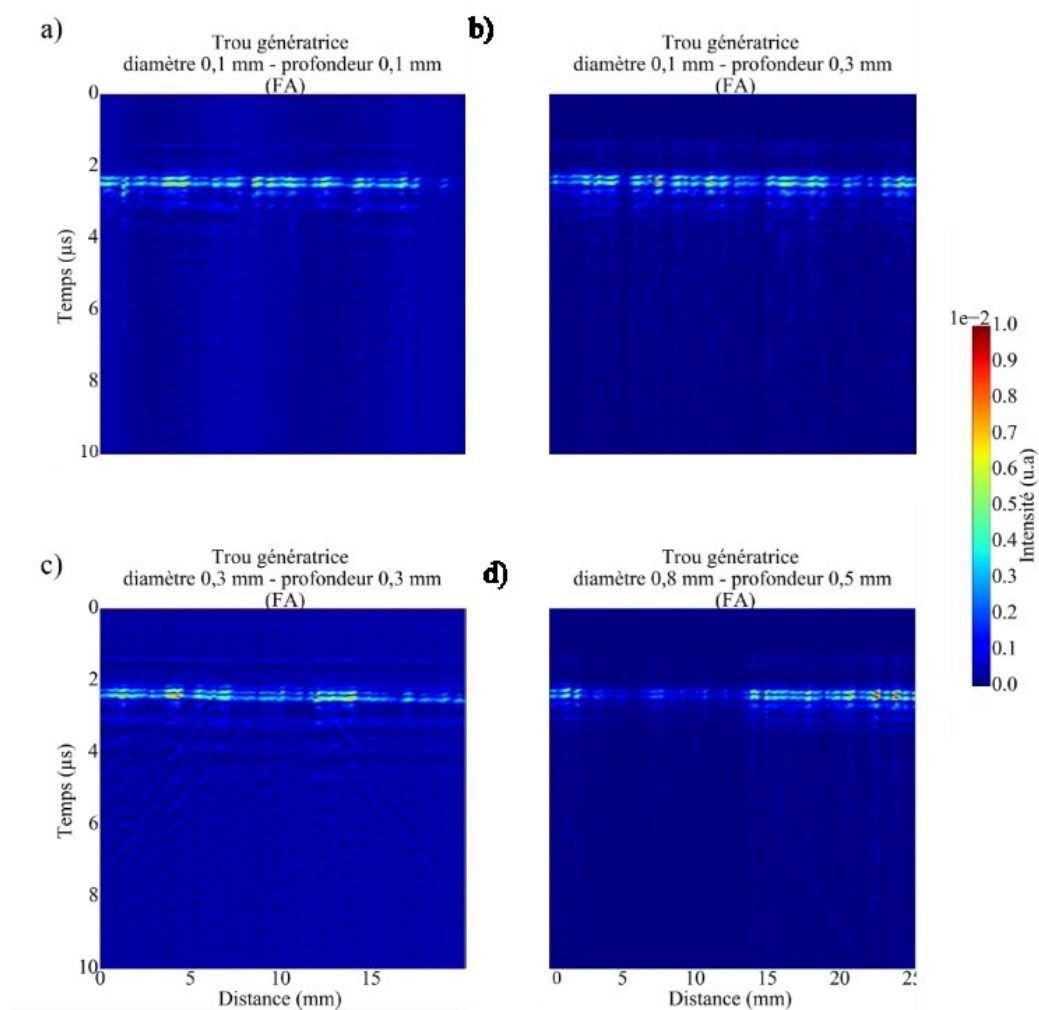 a)
Trou génératrice
diamètre 0,1 mm - profondeur 0,1 mm
(FA)
0
2
4
6
8
10
Temps (µs)
b)
Trou génératrice
diamètre 0,1 mm - profondeur 0,3 mm
(FA)
1e−2
1.0
0.9
0.8
0.7
0.6
0.5
0.4
0.3
0.2
0.1
0.0
Intensité (u.a)
c)
Trou génératrice
diamètre 0,3 mm - profondeur 0,3 mm
(FA)
0
2
4
6
8
10
Temps (µs)
0 5 10 15
Distance (mm)
d)
Trou génératrice
diamètre 0,8 mm - profondeur 0,5 mm
(FA)
0 5 10 15 20 25
Distance (mm)